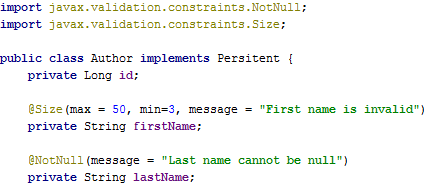 import javax.validation.constraints.NotNull;
import javax.validation.constraints.Size;
public class Author implements Persitent {
private Long id;
@Size(max = 50, min=3, message = "First name is invalid")
private String firstName;
@NotNull(message = "Last name cannot be null")
private String lastName;